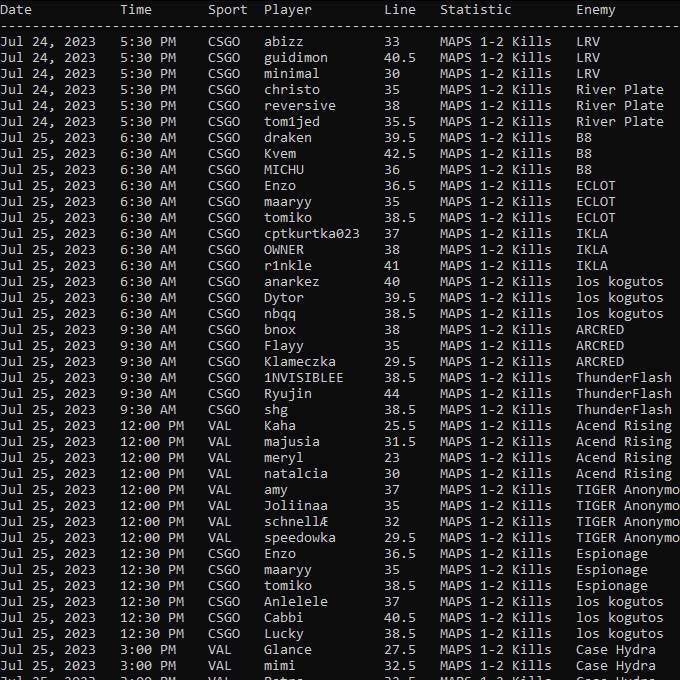 Date Time Sport Player Line Statistic Enemy
Jul 24, 2023 5:30 PM CSGO abizz 33 MAPS 1-2 Kills LRV
Jul 24, 2023 5:30 PM CSGO guidimon 40.5 MAPS 1-2 Kills LRV
Jul 24, 2023 5:30 PM CSGO minimal 30 MAPS 1-2 Kills LRV
Jul 24, 2023 5:30 PM CSGO christo 35 MAPS 1-2 Kills River Plate
Jul 24, 2023 5:30 PM CSGO reversive 38 MAPS 1-2 Kills River Plate
Jul 24, 2023 5:30 PM CSGO tom1jed 35.5 MAPS 1-2 Kills River Plate
Jul 25, 2023 6:30 AM CSGO draken 39.5 MAPS 1-2 Kills B8
Jul 25, 2023 6:30 AM CSGO Kvem 42.5 MAPS 1-2 Kills B8
Jul 25, 2023 6:30 AM CSGO MICHU 36 MAPS 1-2 Kills B8
Jul 25, 2023 6:30 AM CSGO Enzo 36.5 MAPS 1-2 Kills ECLOT
Jul 25, 2023 6:30 AM CSGO maaryy 35 MAPS 1-2 Kills ECLOT
Jul 25, 2023 6:30 AM CSGO tomiko 38.5 MAPS 1-2 Kills ECLOT
Jul 25, 2023 6:30 AM CSGO cptkurtka023 37 MAPS 1-2 Kills IKLA
Jul 25, 2023 6:30 AM CSGO OWNER 38 MAPS 1-2 Kills IKLA
Jul 25, 2023 6:30 AM CSGO r1nkle 41 MAPS 1-2 Kills IKLA
Jul 25, 2023 6:30 AM CSGO anarkez 40 MAPS 1-2 Kills los kogutos
Jul 25, 2023 6:30 AM CSGO Dytor 39.5 MAPS 1-2 Kills los kogutos
Jul 25, 2023 6:30 AM CSGO nbqq 38.5 MAPS 1-2 Kills los kogutos
Jul 25, 2023 9:30 AM CSGO bnox 38 MAPS 1-2 Kills ARCRED
Jul 25, 2023 9:30 AM CSGO Flayy 35 MAPS 1-2 Kills ARCRED
Jul 25, 2023 9:30 AM CSGO Klameczka 29.5 MAPS 1-2 Kills ARCRED
Jul 25, 2023 9:30 AM CSGO 1NVISIBLEE 38.5 MAPS 1-2 Kills ThunderFlash
Jul 25, 2023 9:30 AM CSGO Ryujin 44 MAPS 1-2 Kills ThunderFlash
Jul 25, 2023 9:30 AM CSGO shg 38.5 MAPS 1-2 Kills ThunderFlash
Jul 25, 2023 12:00 PM VAL Kaha 25.5 MAPS 1-2 Kills Acend Rising
Jul 25, 2023 12:00 PM VAL majusia 31.5 MAPS 1-2 Kills Acend Rising
Jul 25, 2023 12:00 PM VAL meryl 23 MAPS 1-2 Kills Acend Rising
Jul 25, 2023 12:00 PM VAL natalcia 30 MAPS 1-2 Kills Acend Rising
Jul 25, 2023 12:00 PM VAL amy 37 MAPS 1-2 Kills TIGER Anonymo
Jul 25, 2023 12:00 PM VAL Joliinaa 35 MAPS 1-2 Kills TIGER Anonymo
Jul 25, 2023 12:00 PM VAL schnellÆ 32 MAPS 1-2 Kills TIGER Anonymo
Jul 25, 2023 12:00 PM VAL speedowka 29.5 MAPS 1-2 Kills TIGER Anonymo
Jul 25, 2023 12:30 PM CSGO Enzo 36.5 MAPS 1-2 Kills Espionage
Jul 25, 2023 12:30 PM CSGO maaryy 35 MAPS 1-2 Kills Espionage
Jul 25, 2023 12:30 PM CSGO tomiko 38.5 MAPS 1-2 Kills Espionage
Jul 25, 2023 12:30 PM CSGO Anlelele 37 MAPS 1-2 Kills los kogutos
Jul 25, 2023 12:30 PM CSGO Cabbi 40.5 MAPS 1-2 Kills los kogutos
Jul 25, 2023 12:30 PM CSGO Lucky 38.5 MAPS 1-2 Kills los kogutos
Jul 25, 2023 3:00 PM VAL Glance 27.5 MAPS 1-2 Kills Case Hydra
Jul 25, 2023 3:00 PM VAL mimi 32.5 MAPS 1-2 Kills Case Hydra